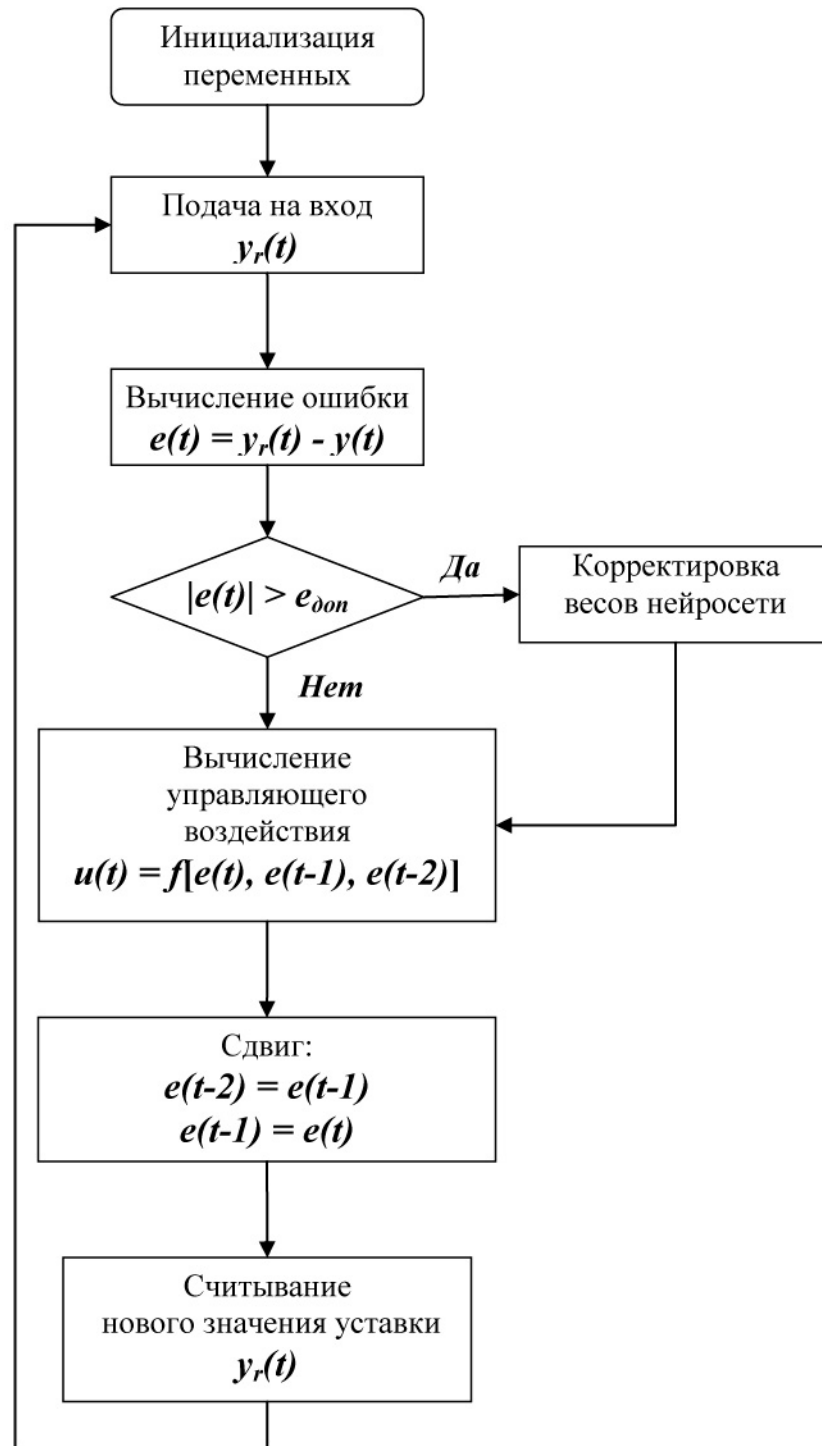 Инициализация
переменных
Подача на вход
yᵣ(t)
Вычисление ошибки
e(t) = yᵣ(t) - y(t)
|e(t)| > eдоп
Да
Корректировка
весов нейросети
Нет
Вычисление
управляющего
воздействия
u(t) = f[e(t), e(t-1), e(t-2)]
Сдвиг:
e(t-2) = e(t-1)
e(t-1) = e(t)
Считывание
нового значения уставки
yᵣ(t)